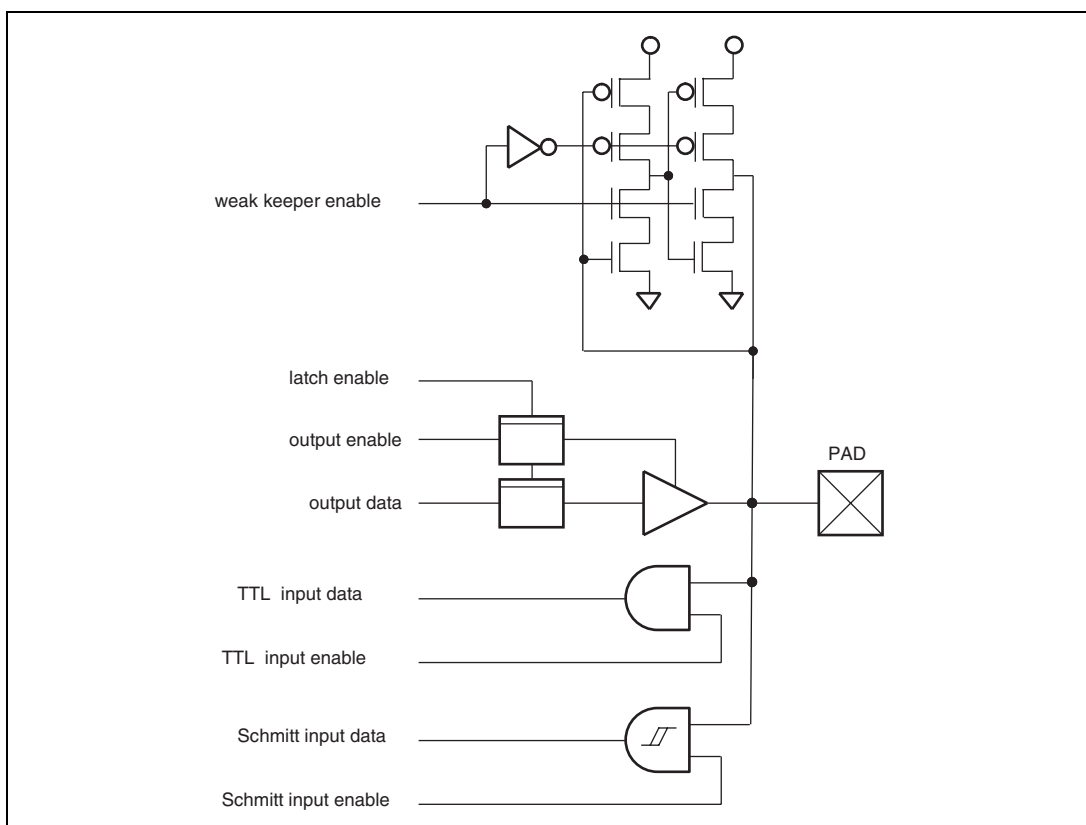 weak keeper enable
latch enable
output enable
output data
PAD
TTL input data
TTL input enable
Schmitt input data
Schmitt input enable